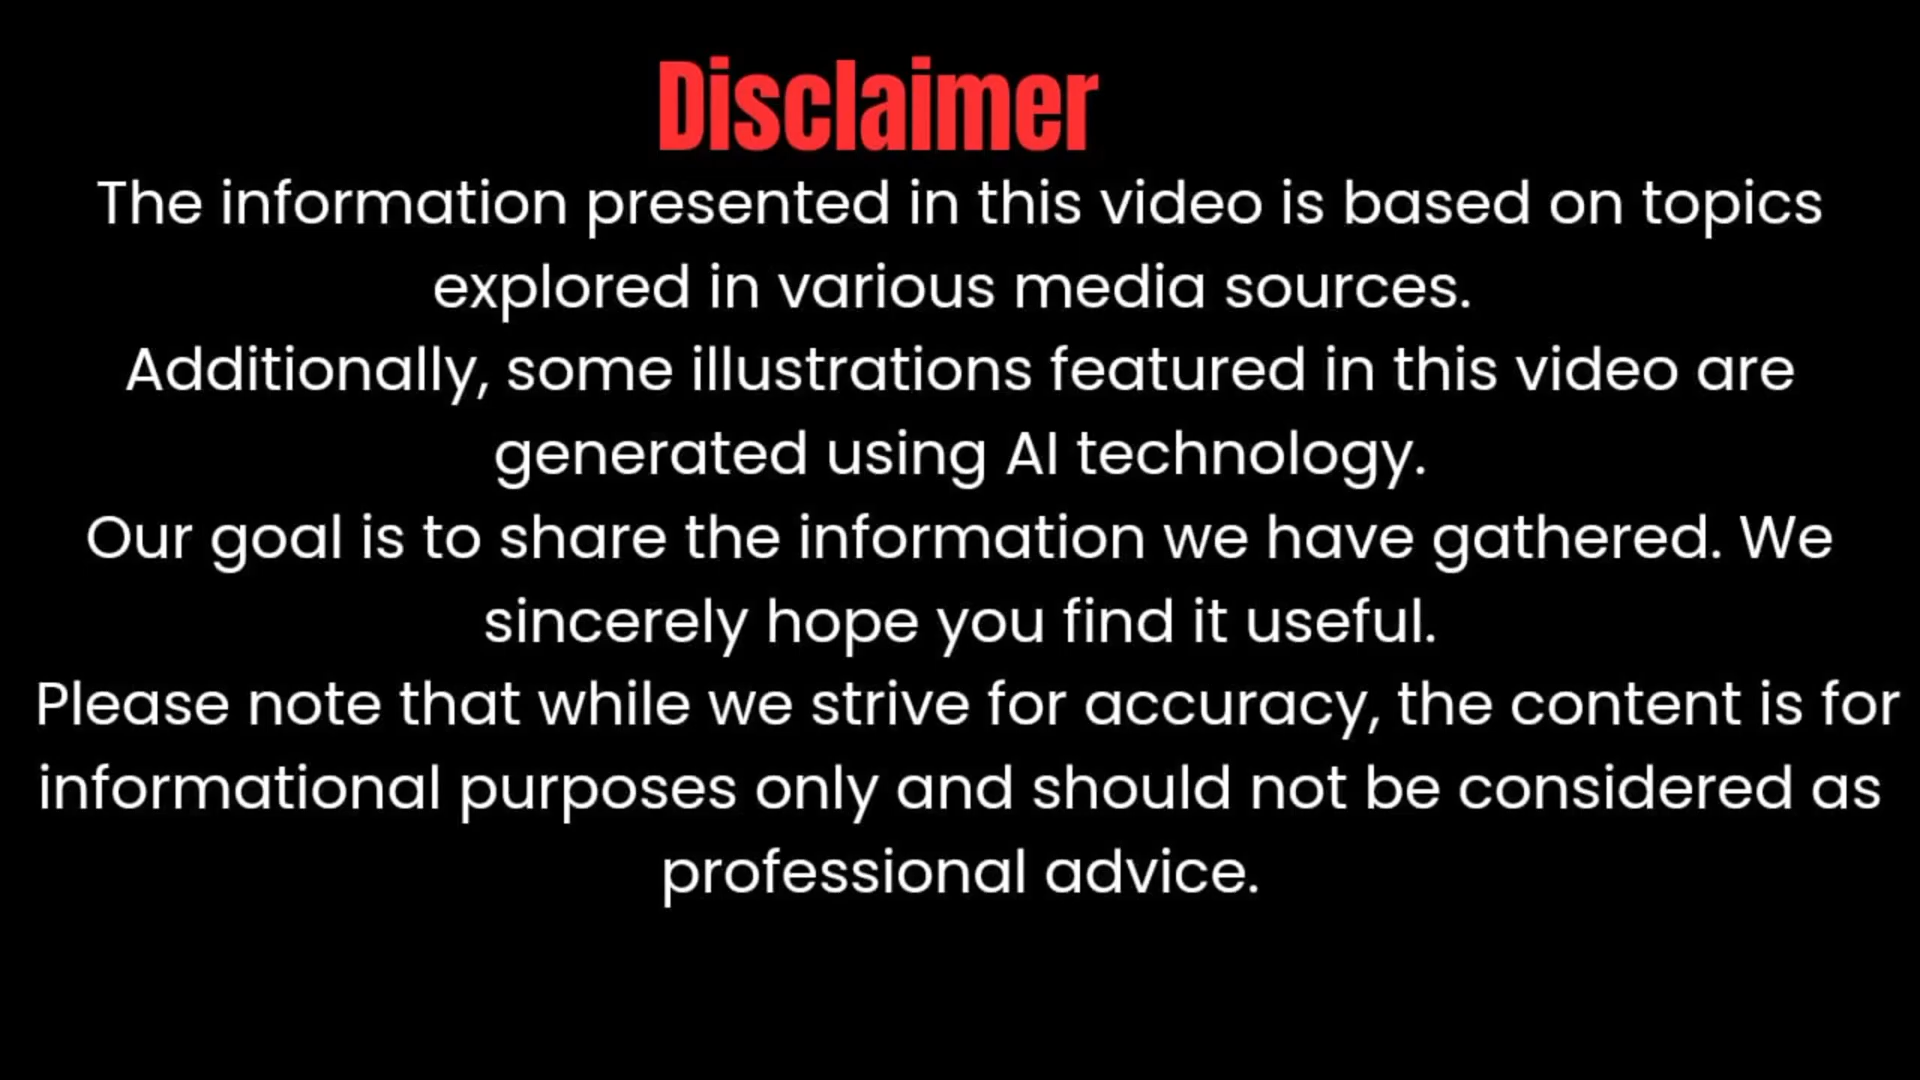 Disclaimer
The information presented in this video is based on topics
explored in various media sources.
Additionally, some illustrations featured in this video are
generated using AI technology.
Our goal is to share the information we have gathered. We
sincerely hope you find it useful.
Please note that while we strive for accuracy, the content is for
informational purposes only and should not be considered as
professional advice.